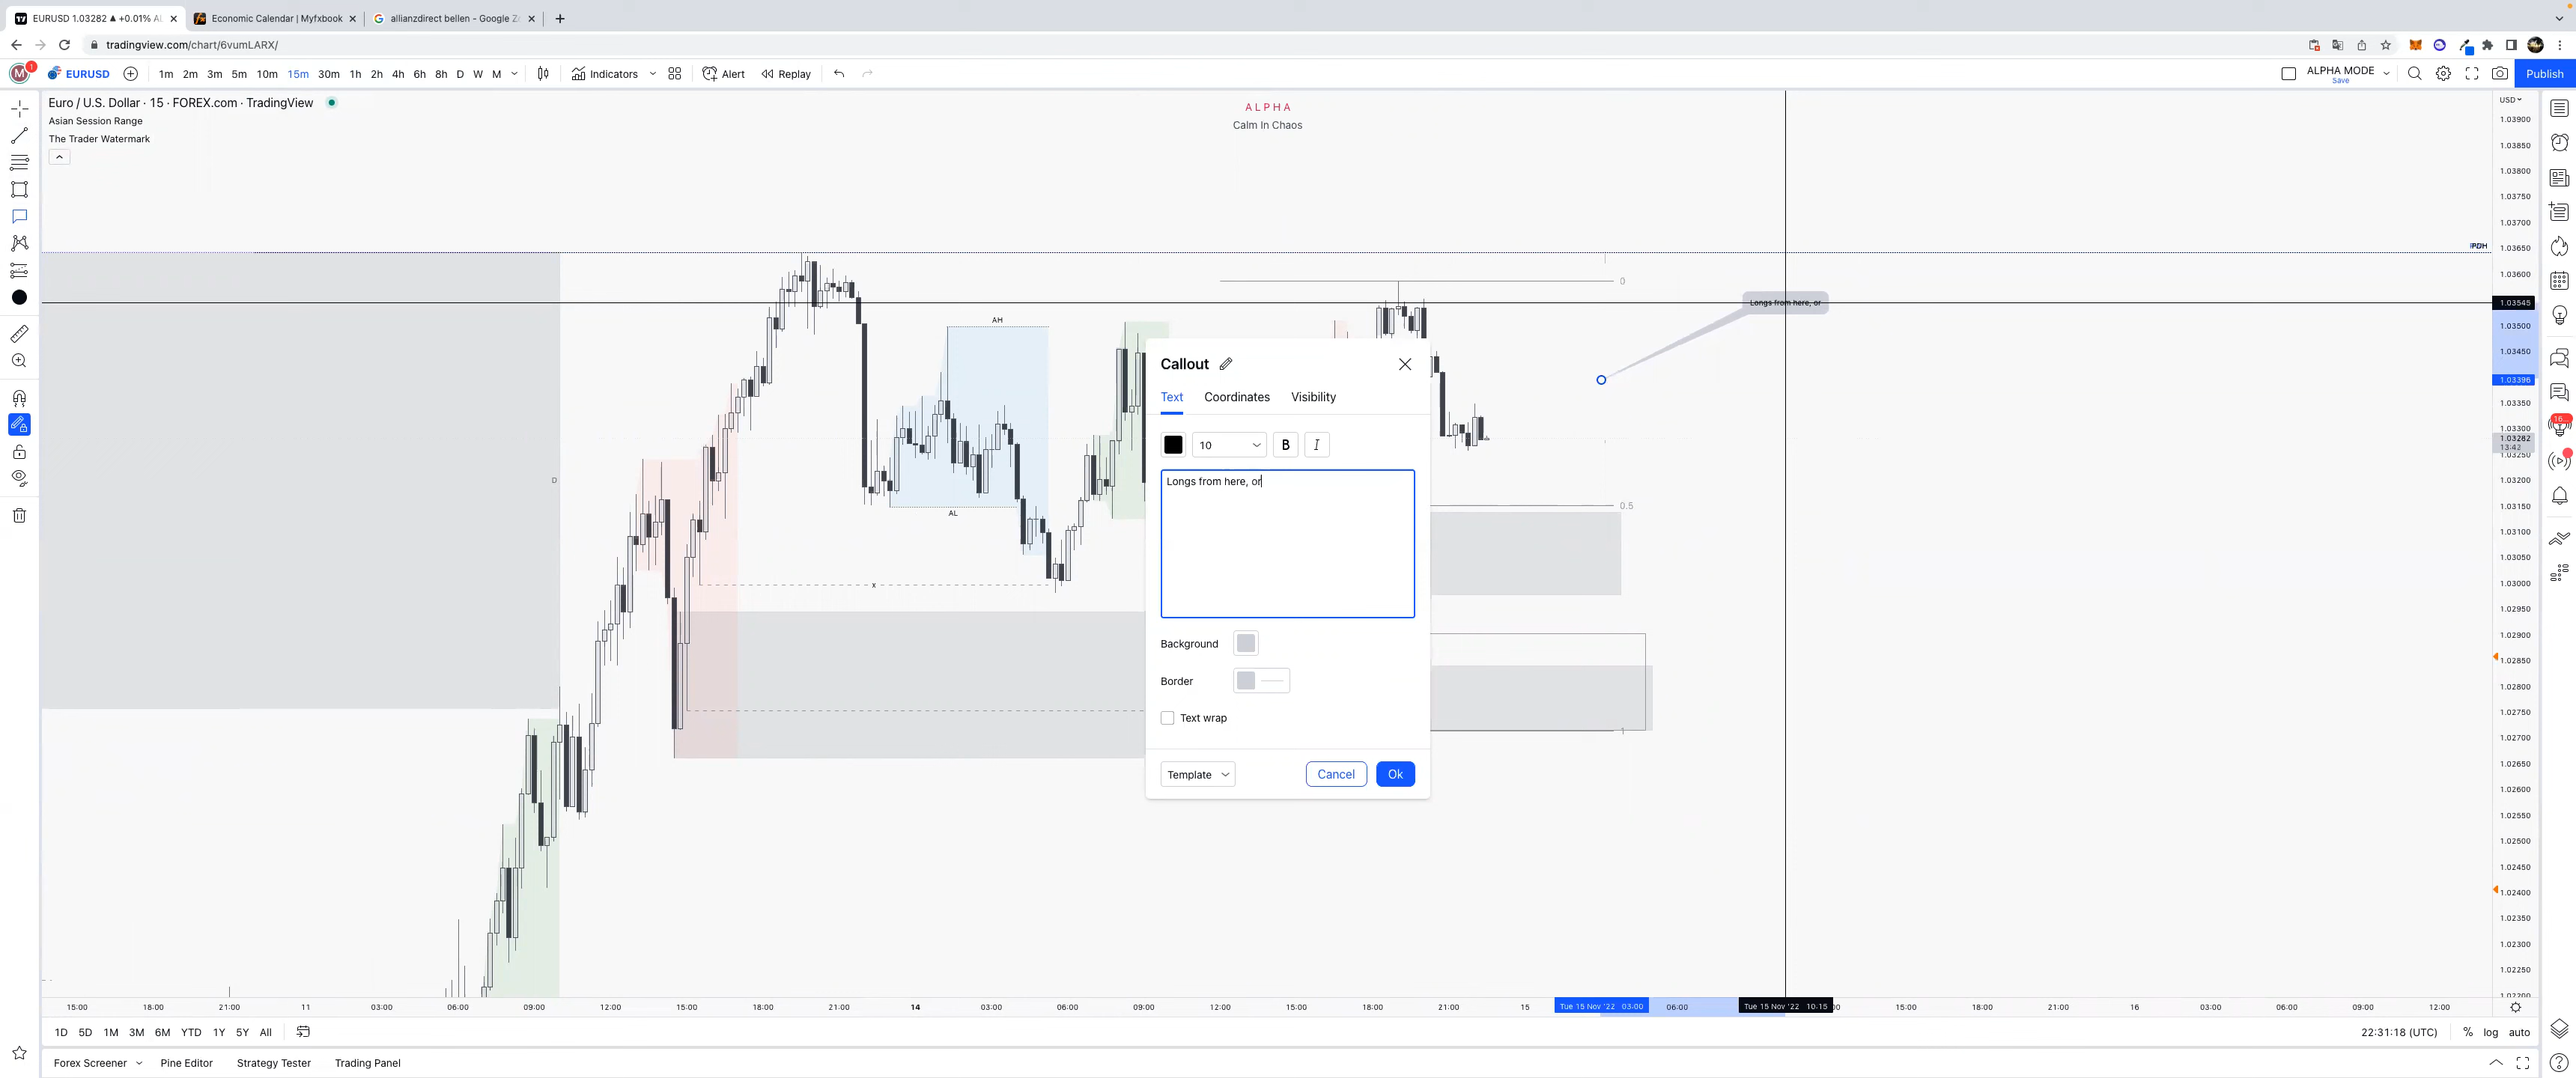 EURUSD 1.03282 ▲ +0.01% AL
Economic Calendar | Myfxbook
allianzdirect bellen - Google Zo
tradingview.com/chart/6vumLARX/
M 1 EURUSD 1m 2m 3m 5m 10m 15m 30m 1h 2h 4h 6h 8h D W M Indicators Alert Replay ALPHA MODE Publish
Save
Euro / U.S. Dollar · 15 · FOREX.com · TradingView
Asian Session Range
The Trader Watermark
ALPHA
Calm In Chaos
USD
1.03900
1.03850
1.03800
1.03750
1.03700
1.03650
1.03600
1.03545
1.03500
1.03450
1.03396
1.03350
1.03300
1.03282
13:42
1.03250
1.03200
1.03150
1.03100
1.03050
1.03000
1.02950
1.02900
1.02850
1.02800
1.02750
1.02700
1.02650
1.02600
1.02550
1.02500
1.02450
1.02400
1.02350
1.02300
1.02250
1.02200
PDH
0
Longs from here, or
AH
AL
D
x
0.5
1
Callout
Text Coordinates Visibility
10 B I
Longs from here, or
Background
Border
Text wrap
Template Cancel Ok
15:00 18:00 21:00 11 03:00 06:00 09:00 12:00 15:00 18:00 21:00 14 03:00 06:00 09:00 12:00 15:00 18:00 21:00 15 Tue 15 Nov '22 03:00 06:00 Tue 15 Nov '22 10:15 15:00 18:00 21:00 16 03:00 06:00 09:00 12:00
1D 5D 1M 3M 6M YTD 1Y 5Y All 22:31:18 (UTC) % log auto
Forex Screener Pine Editor Strategy Tester Trading Panel